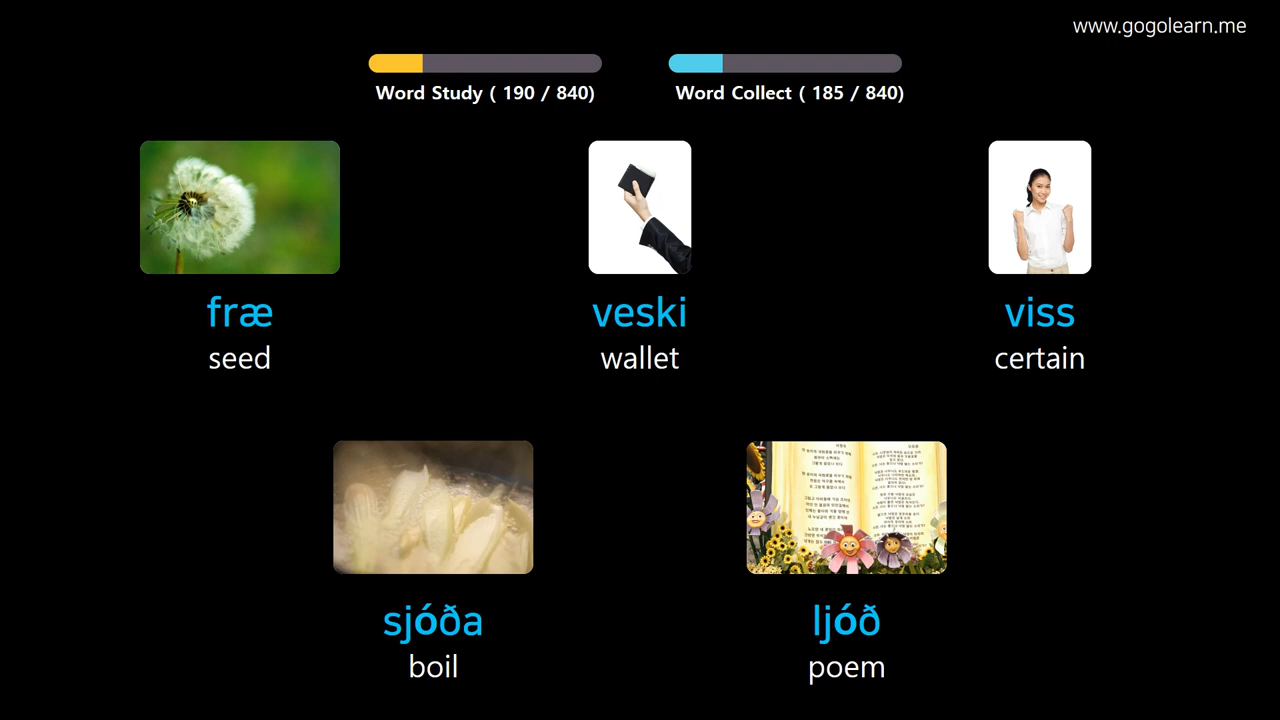 www.gogolearn.me
Word Study ( 190 / 840)
Word Collect ( 185 / 840)
fræ
seed
veski
wallet
viss
certain
sjóða
boil
ljóð
poem